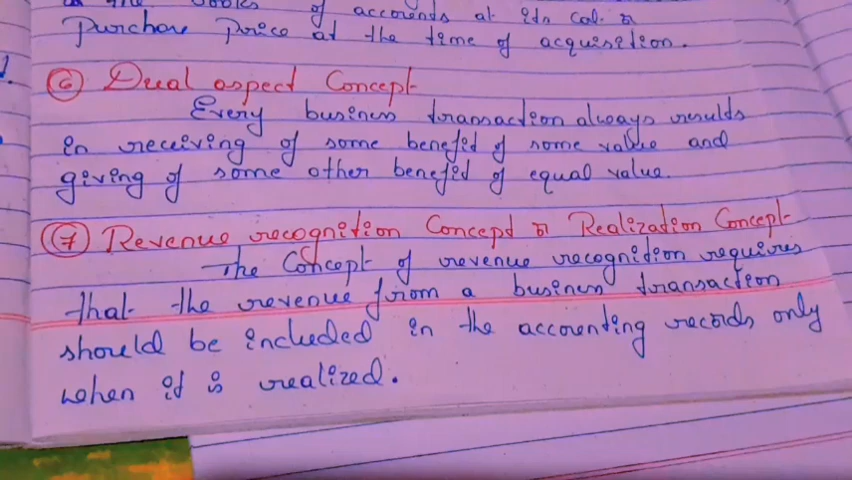 of accounts at its cost or
Purchase Price at the time of acquisition.
⑥ Dual aspect Concept
Every business transaction always results
in receiving of some benefit of some value and
giving of some other benefit of equal value.
⑦ Revenue recognition Concept or Realization Concept
The Concept of revenue recognition requires
that the revenue from a business transaction
should be included in the accounting records only
when it is realized.